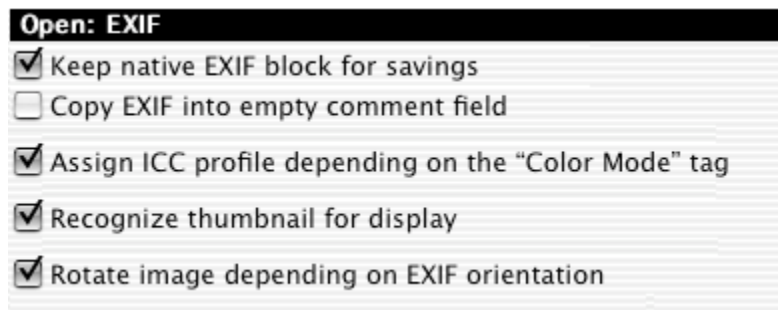 Open: EXIF
Keep native EXIF block for savings
Copy EXIF into empty comment field
Assign ICC profile depending on the “Color Mode” tag
Recognize thumbnail for display
Rotate image depending on EXIF orientation